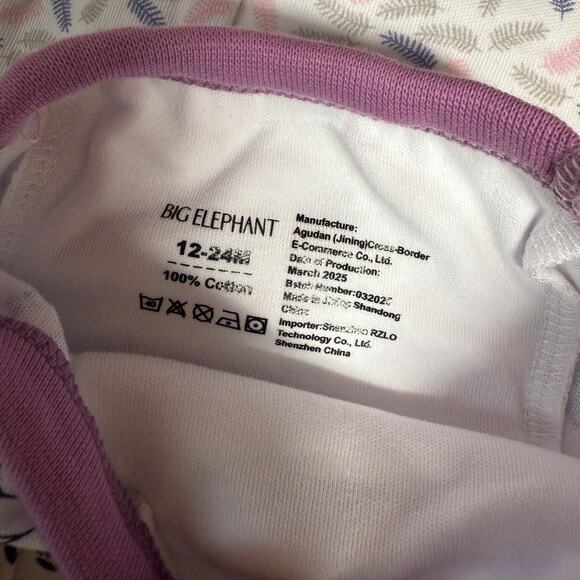 BIG ELEPHANT
12-24M
100% Cotton
40
Manufacture:
Agudan (Jining)Cross-Border
E-Commerce Co., Ltd.
Date of Production:
March 2025
Batch Number:
Made in Jining Shandong
China
Importer:Shenzhen RZLO
Technology Co., Ltd.
Shenzhen China